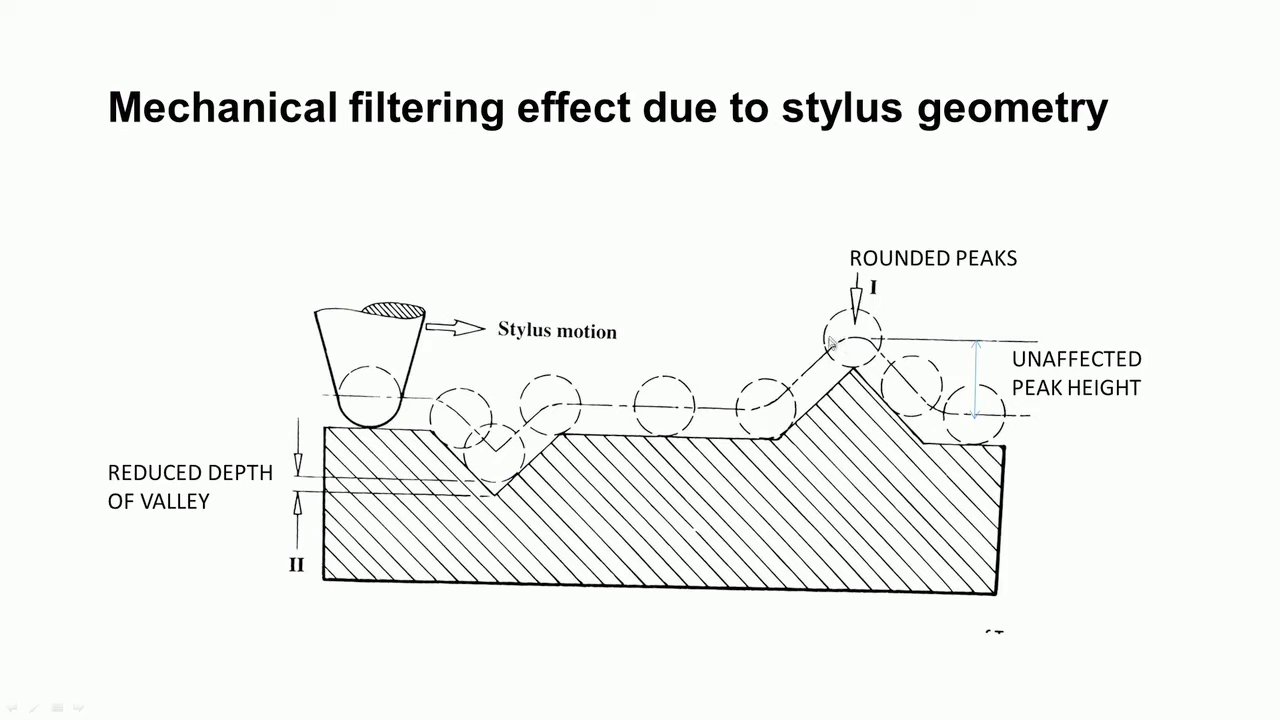 Mechanical filtering effect due to stylus geometry
ROUNDED PEAKS
I
Stylus motion
UNAFFECTED
PEAK HEIGHT
REDUCED DEPTH
OF VALLEY
II